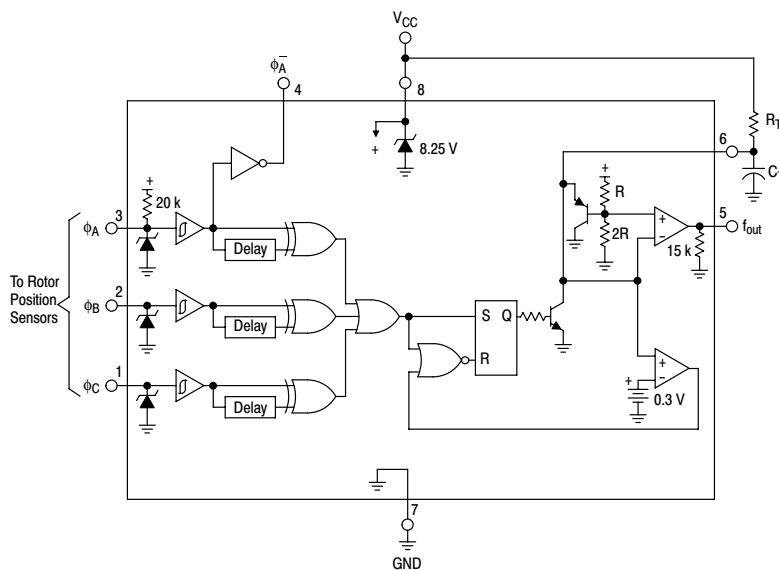 VCC
ϕA̅
4
8
RT
+
8.25 V
6
C
+
20 k
3
ϕA
Delay
+
R
2R
+
−
5
fout
15 k
To Rotor
Position
Sensors
2
ϕB
Delay
S Q
R
1
ϕC
Delay
+
+
−
0.3 V
7
GND